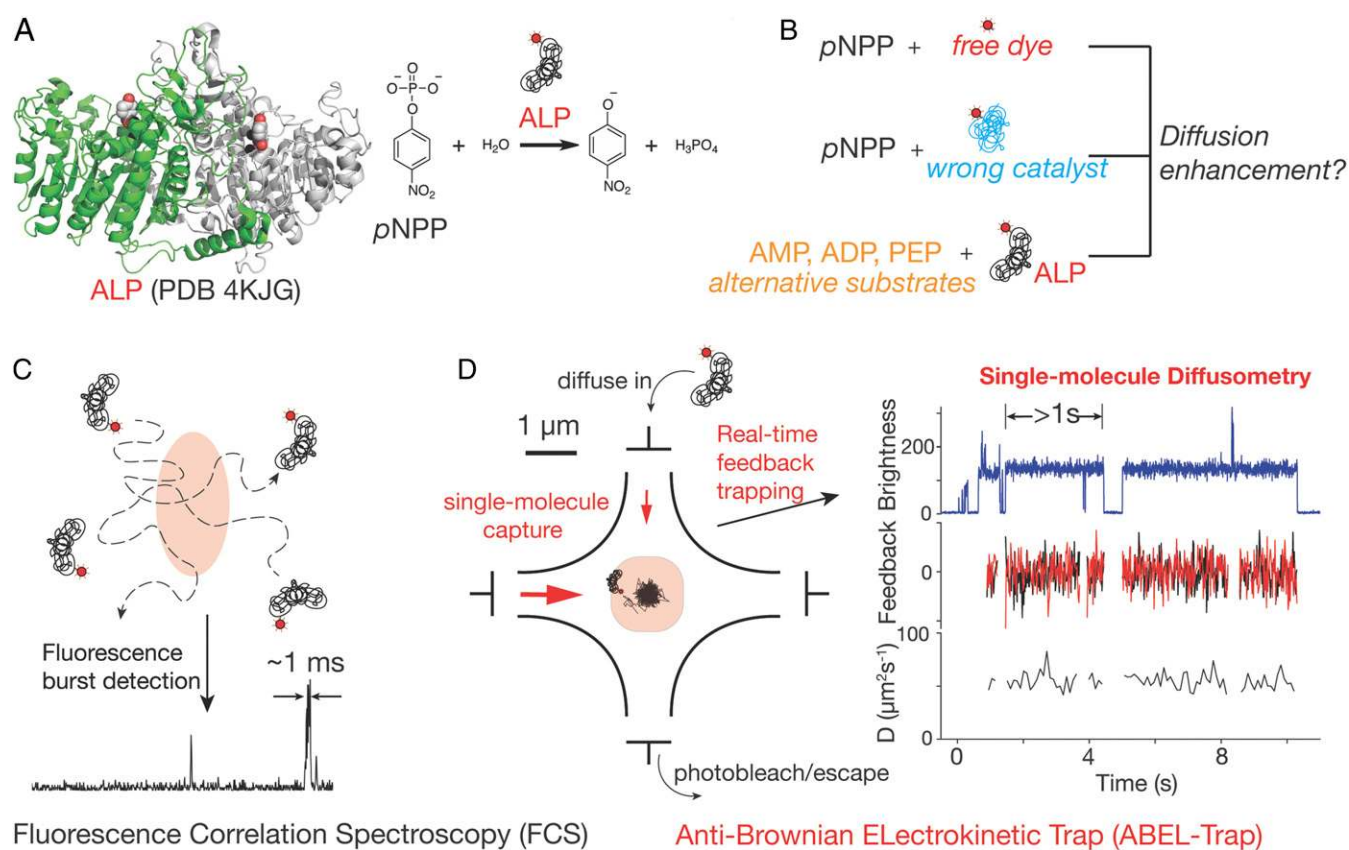 A
ALP (PDB 4KJG)
O
⁻O P O⁻
O
NO₂
pNPP
+ H₂O
ALP
O⁻
NO₂
+ H₃PO₄
B
pNPP + free dye
pNPP + wrong catalyst
AMP, ADP, PEP + ALP
alternative substrates
Diffusion
enhancement?
C
Fluorescence
burst detection
~1 ms
Fluorescence Correlation Spectroscopy (FCS)
D
diffuse in
1 μm
single-molecule
capture
Real-time
feedback
trapping
photobleach/escape
Single-molecule Diffusometry
>1s
Brightness
200
0
Feedback
0
D (μm²s⁻¹)
100
0
0 4 8
Time (s)
Anti-Brownian ELectrokinetic Trap (ABEL-Trap)